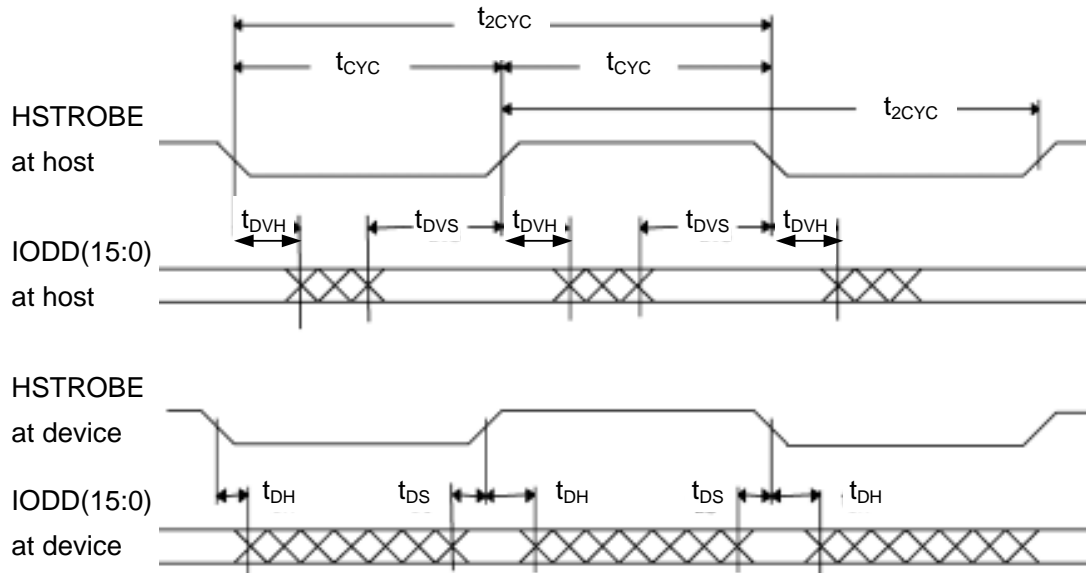 t2CYC
tCYC tCYC
t2CYC
HSTROBE
at host
tDVH tDVS tDVH tDVS tDVH
IODD(15:0)
at host
HSTROBE
at device
tDH tDS tDH tDS tDH
IODD(15:0)
at device